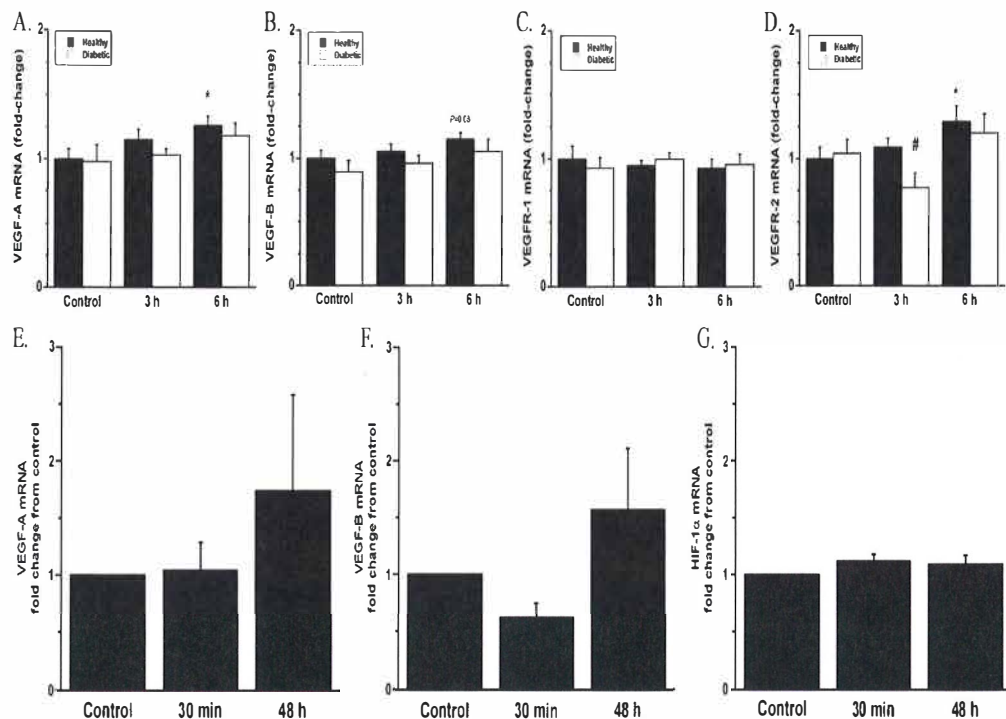 A.
VEGF-A mRNA (fold-change)
2
1
0
Healthy
Diabetic
*
Control 3 h 6 h
B.
VEGF-B mRNA (fold-change)
2
1
0
Healthy
Diabetic
Control 3 h 6 h
C.
VEGFR-1 mRNA (fold-change)
2
1
0
Healthy
Diabetic
Control 3 h 6 h
D.
VEGFR-2 mRNA (fold-change)
2
1
0
Healthy
Diabetic
#
*
Control 3 h 6 h
E.
VEGF-A mRNA
fold change from control
3
2
1
0
Control 30 min 48 h
F.
VEGF-B mRNA
fold change from control
3
2
1
0
Control 30 min 48 h
G.
HIF-1α mRNA
fold change from control
3
2
1
0
Control 30 min 48 h